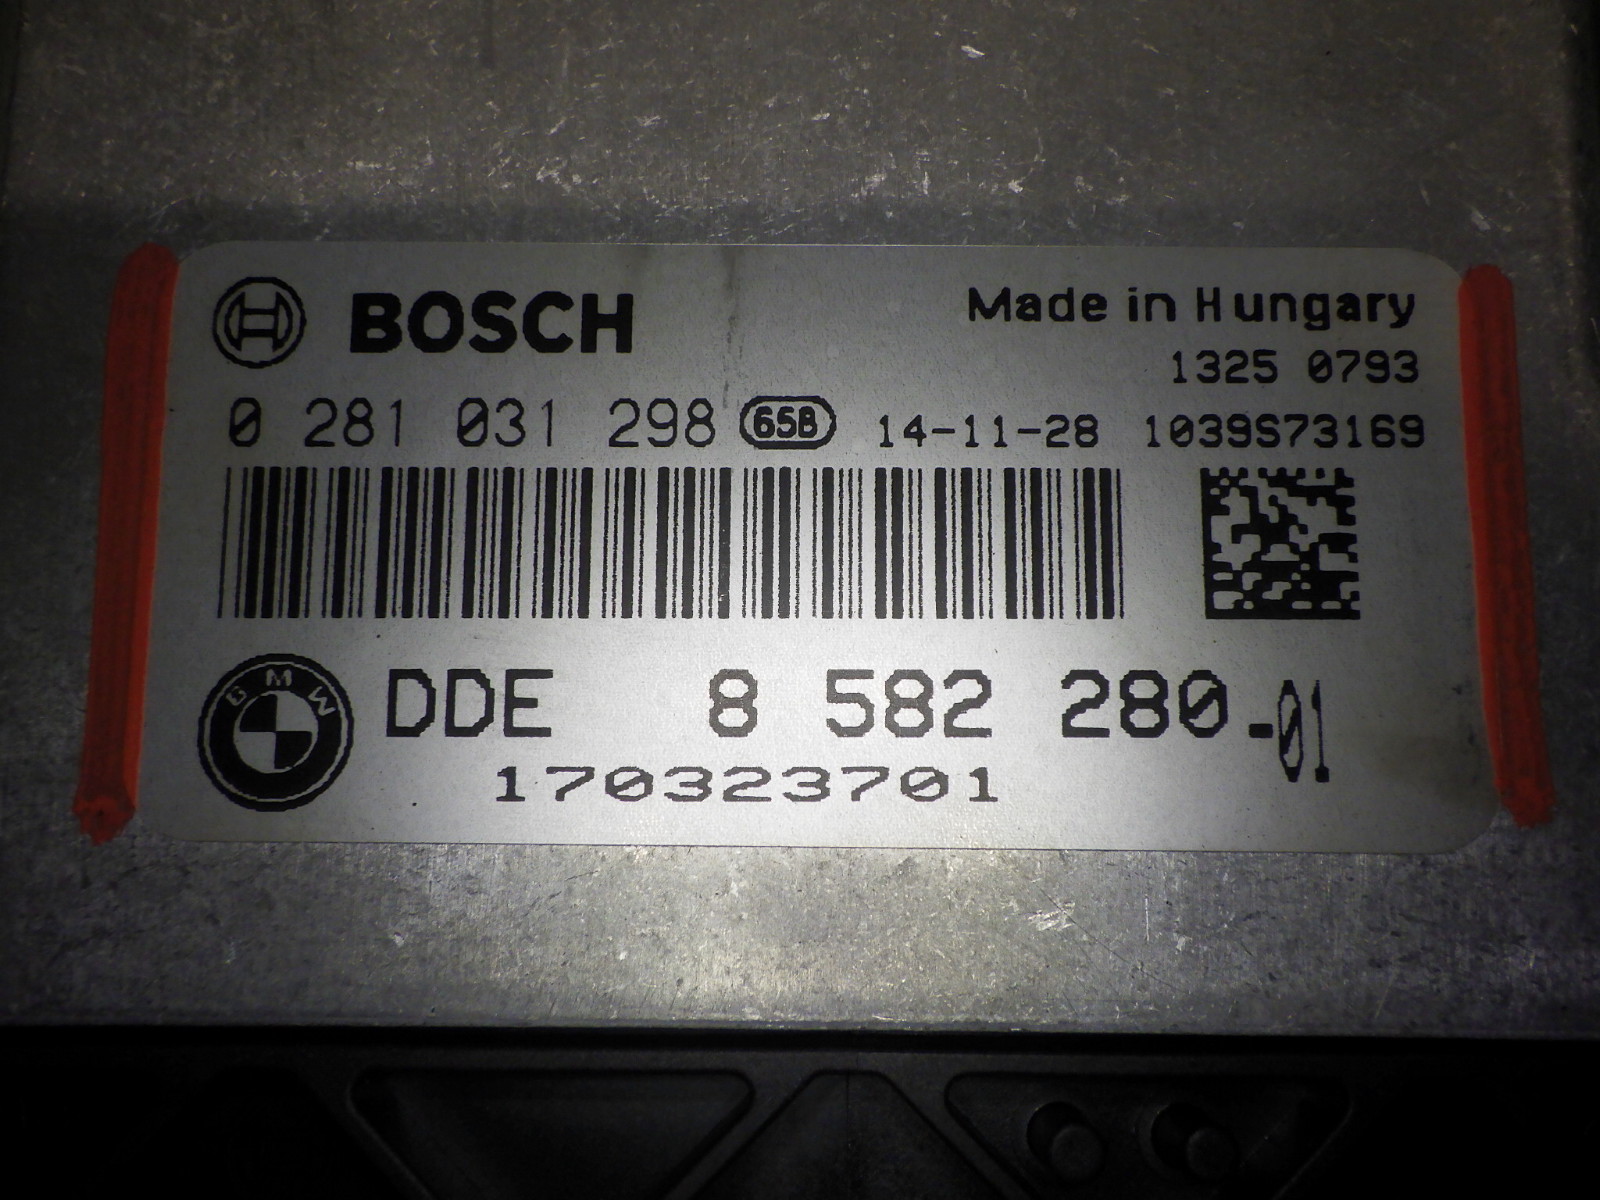 BOSCH
Made in Hungary
1325 0793
0 281 031 298 65B 14-11-28 1039S73169
BMW
DDE 8 582 280-01
170323701